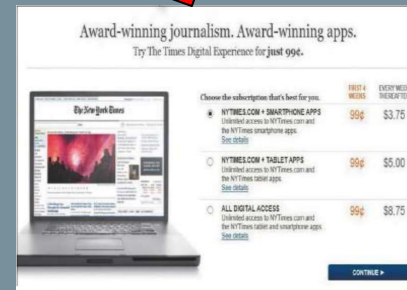 Award-winning journalism. Award-winning apps.
Try The Times Digital Experience for just 99¢.
The New York Times
Choose the subscription that's best for you.
FIRST 4 WEEKS
EVERY WEEK THEREAFTER
NYTIMES.COM + SMARTPHONE APPS
Unlimited access to NYTimes.com and
the NYTimes smartphone apps.
See details
99¢ $3.75
NYTIMES.COM + TABLET APPS
Unlimited access to NYTimes.com and
the NYTimes tablet apps.
See details
99¢ $5.00
ALL DIGITAL ACCESS
Unlimited access to NYTimes.com and
the NYTimes tablet and smartphone apps.
See details
99¢ $8.75
CONTINUE ►